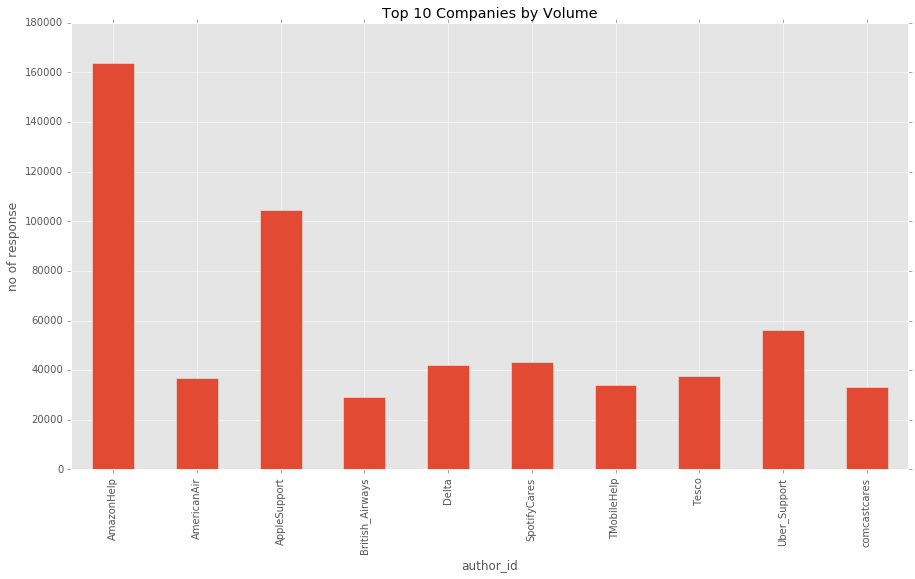 Top 10 Companies by Volume
180000
160000
140000
120000
100000
80000
60000
40000
20000
0
no of response
AmazonHelp
AmericanAir
AppleSupport
British_Airways
Delta
SpotifyCares
TMobileHelp
Tesco
Uber_Support
comcastcares
author_id